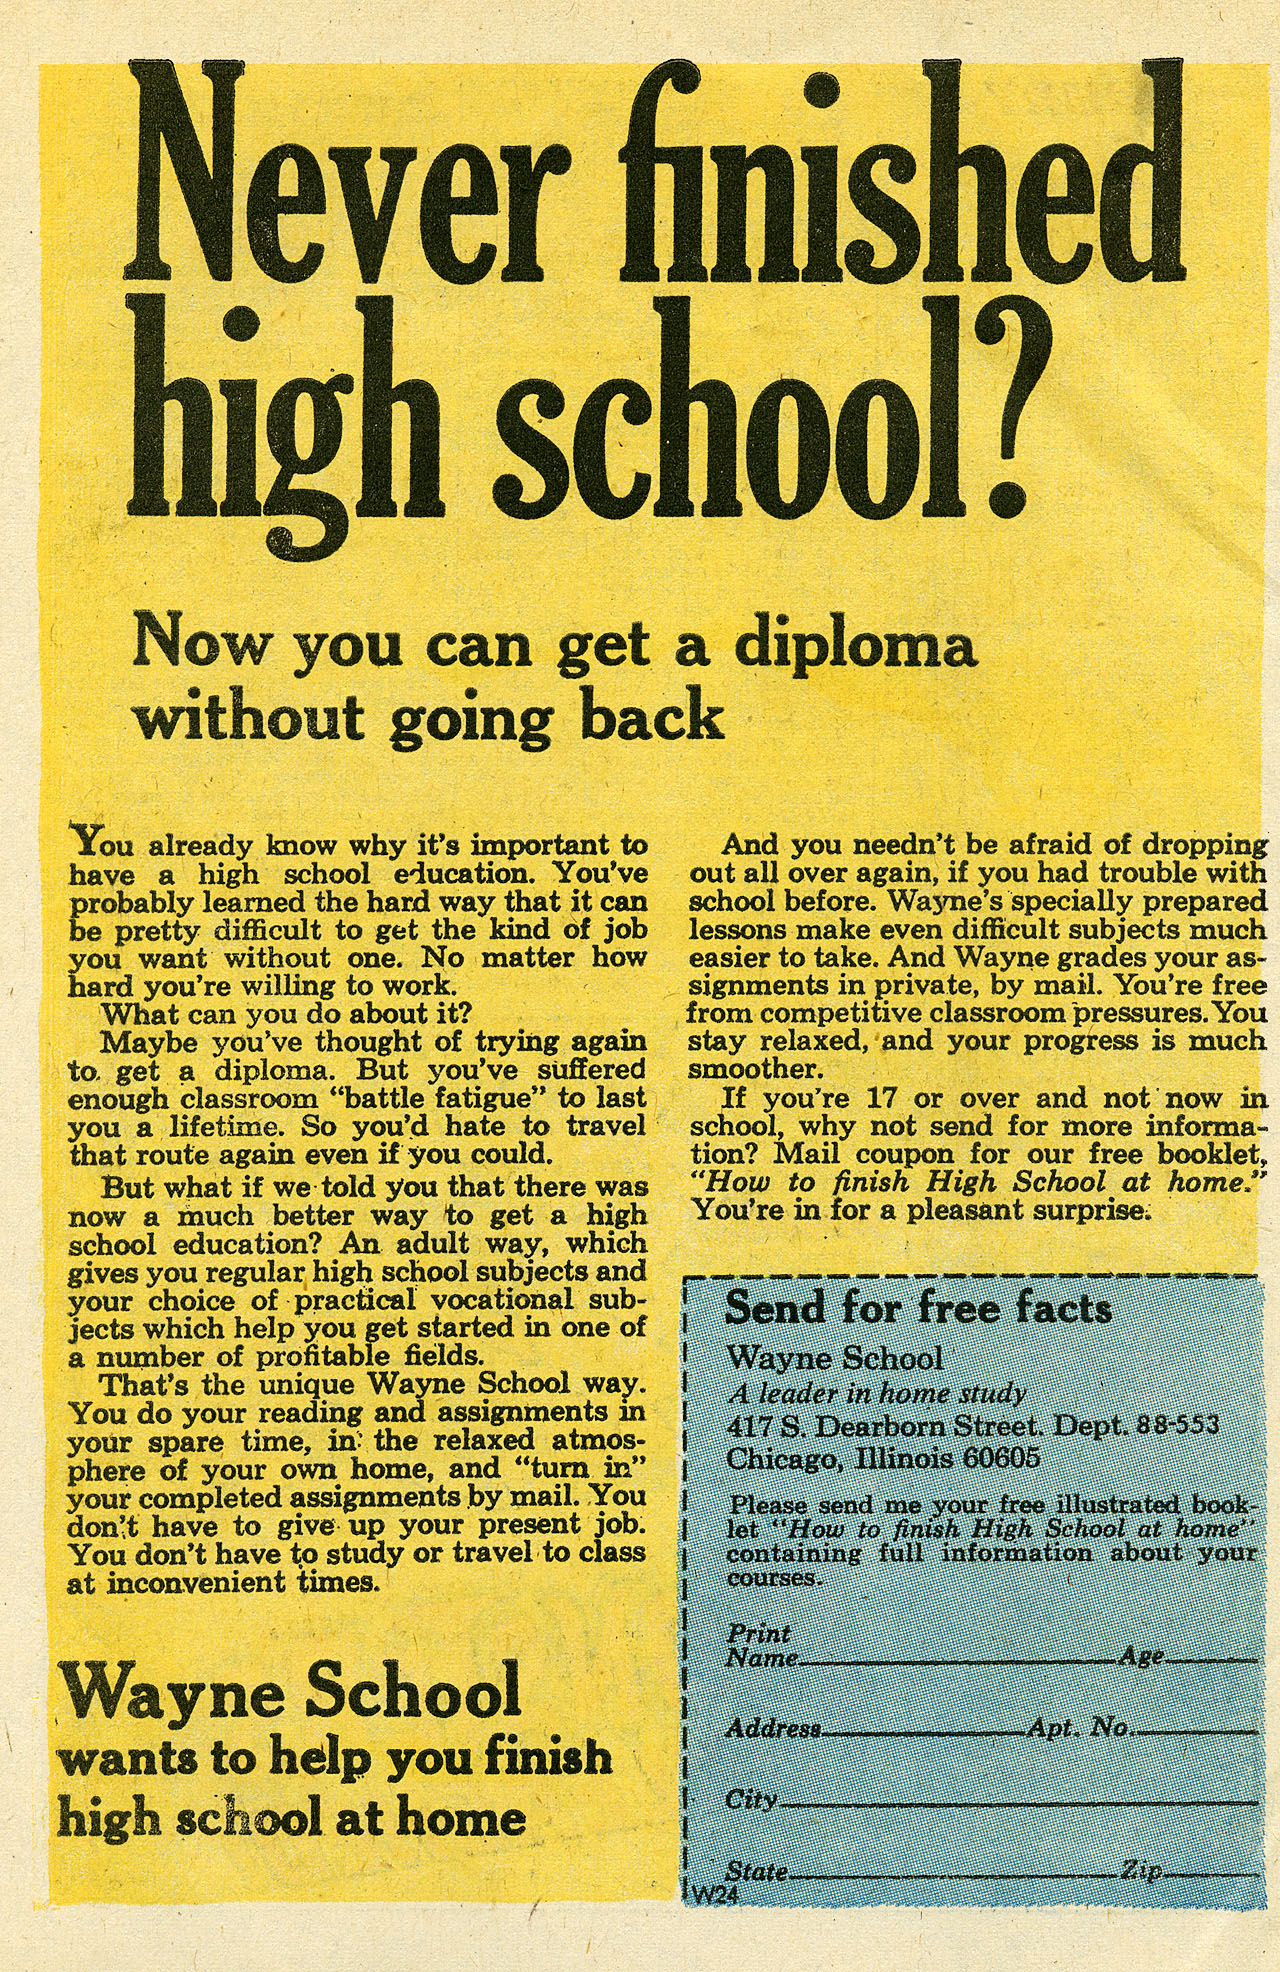 Never finished
high school?
Now you can get a diploma
without going back
You already know why it's important to
have a high school education. You've
probably learned the hard way that it can
be pretty difficult to get the kind of job
you want without one. No matter how
hard you're willing to work.
What can you do about it?
Maybe you've thought of trying again
to get a diploma. But you've suffered
enough classroom “battle fatigue” to last
you a lifetime. So you'd hate to travel
that route again even if you could.
But what if we told you that there was
now a much better way to get a high
school education? An adult way, which
gives you regular high school subjects and
your choice of practical vocational sub-
jects which help you get started in one of
a number of profitable fields.
That's the unique Wayne School way.
You do your reading and assignments in
your spare time, in the relaxed atmos-
phere of your own home, and “turn in”
your completed assignments by mail. You
don't have to give up your present job.
You don't have to study or travel to class
at inconvenient times.
Wayne School
wants to help you finish
high school at home
And you needn't be afraid of dropping
out all over again, if you had trouble with
school before. Wayne's specially prepared
lessons make even difficult subjects much
easier to take. And Wayne grades your as-
signments in private, by mail. You're free
from competitive classroom pressures. You
stay relaxed, and your progress is much
smoother.
If you're 17 or over and not now in
school, why not send for more informa-
tion? Mail coupon for our free booklet,
“How to finish High School at home.”
You're in for a pleasant surprise.
Send for free facts
Wayne School
A leader in home study
417 S. Dearborn Street. Dept. 88-553
Chicago, Illinois 60605
Please send me your free illustrated book-
let “How to finish High School at home”
containing full information about your
courses.
Print
Name Age
Address Apt. No.
City
State Zip
W24